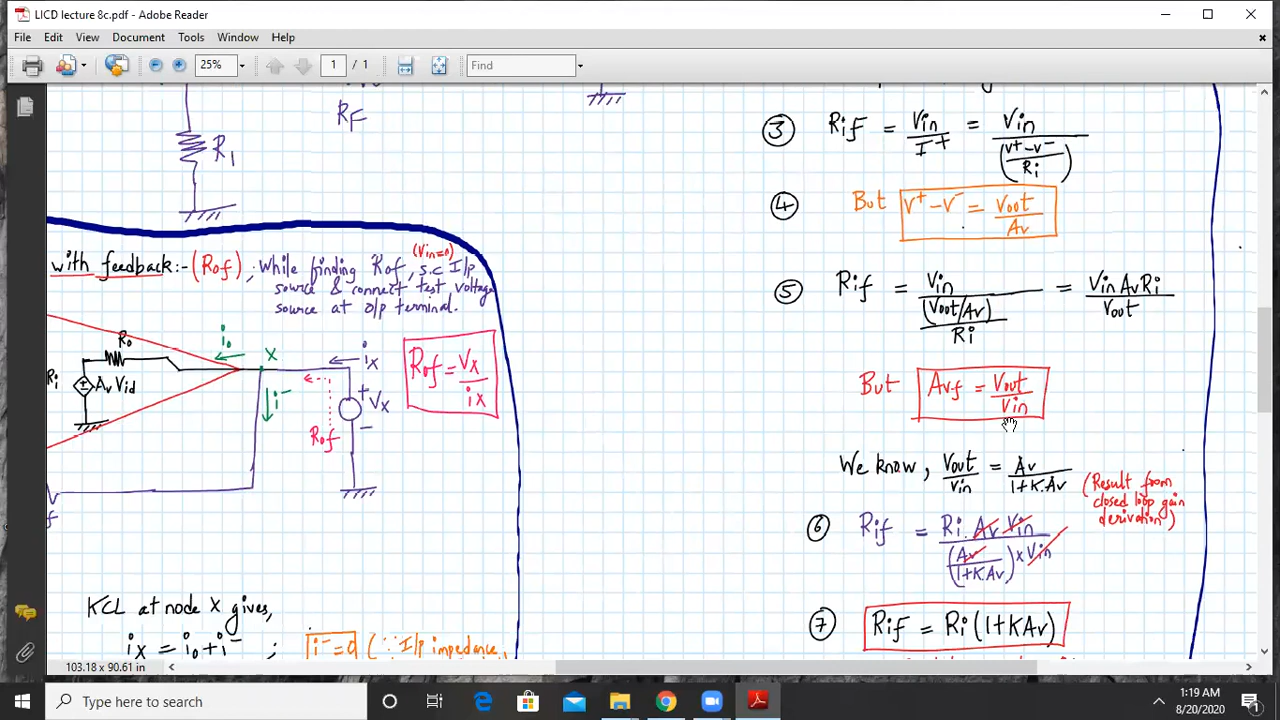 LICD lecture 8c.pdf - Adobe Reader
File Edit View Document Tools Window Help
1 / 1
25%
Find
RF
R1
③ Rif = Vin / I+ = Vin / ((V+ - V-) / Ri)
④ But V+ - V- = Vout / Av
⑤ Rif = Vin / ((Vout/Av) / Ri) = Vin Av Ri / Vout
But Avf = Vout / Vin
We know, Vout / Vin = Av / 1+K.Av
(Result from
closed loop gain
derivation)
⑥ Rif = Ri. Av Vin / (Av / 1+K.Av) x Vin
⑦ Rif = Ri (1+KAv)
with feedback:- (Rof) ; While finding Rof, s.c I/p
(Vin=0)
source & connect test voltage
source at o/p terminal.
Ro
Ri
Av Vid
io
X
i-
ix
+
Vx
-
Rof
Rof = Vx / ix
f
KCL at node X gives,
ix = io + i- ; i- = 0 (∵ I/p impedance
103.18 x 90.61 in
Type here to search
1:19 AM
8/20/2020
1